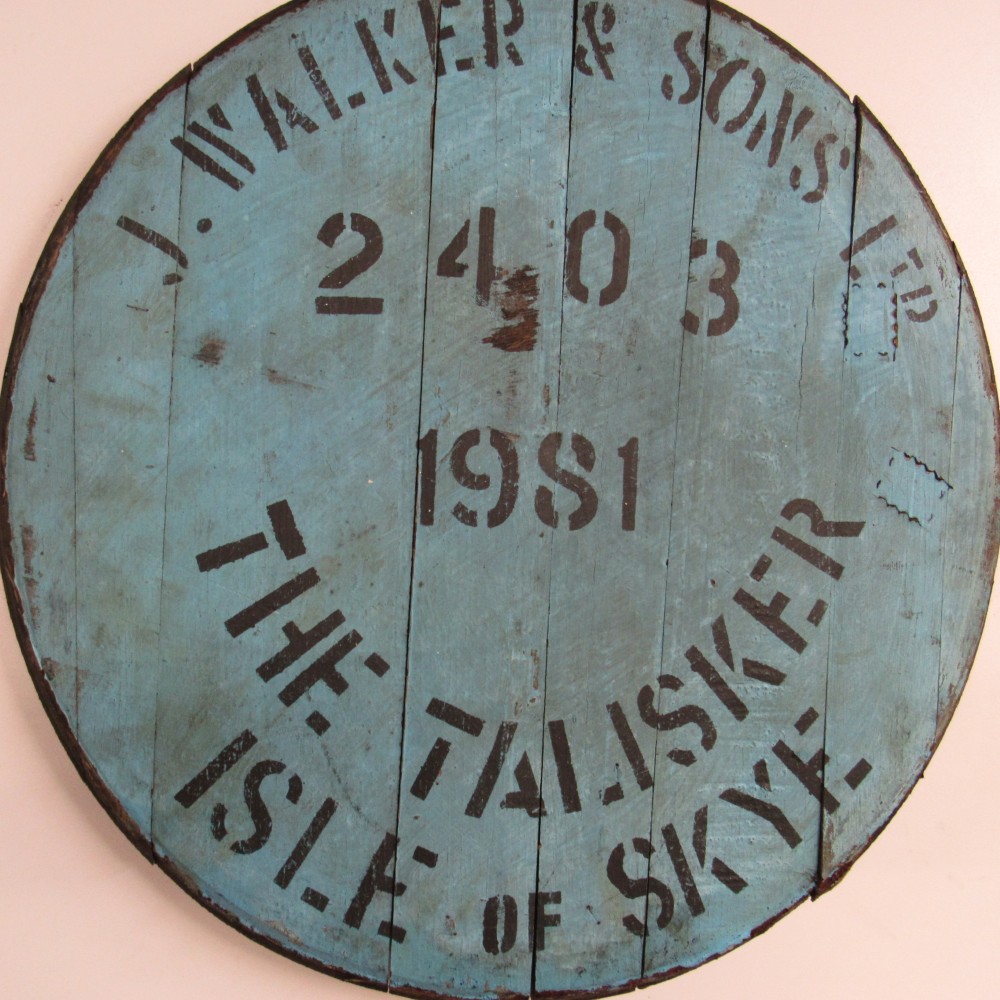 J. WALKER & SONS LTD
2403
1981
THE TALISKER
ISLE OF SKYE